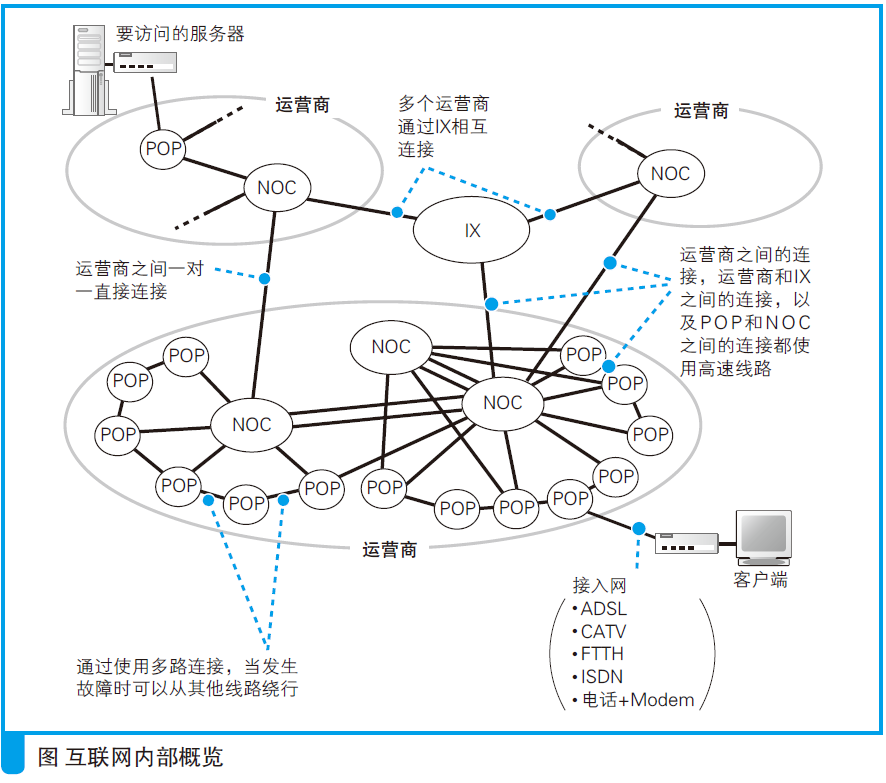 要访问的服务器
运营商
多个运营商
通过IX相互
连接
运营商
POP
NOC
NOC
IX
运营商之间一对
一直接连接
运营商之间的连
接，运营商和IX
之间的连接，以
及POP和NOC
之间的连接都使
用高速线路
POP
POP
POP
POP
POP
POP
NOC
NOC
NOC
POP
POP
POP
POP
POP
POP
POP
POP
运营商
接入网
•ADSL
•CATV
•FTTH
•ISDN
•电话+Modem
客户端
通过使用多路连接，当发生
故障时可以从其他线路绕行
图 互联网内部概览